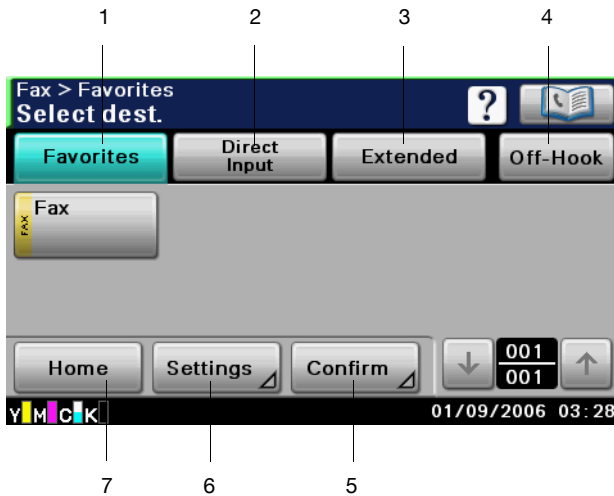 1 2 3 4
Fax > Favorites
Select dest.
?
Favorites
Direct
Input
Extended
Off-Hook
FAX
Fax
Home
Settings
Confirm
001
001
Y M C K
01/09/2006 03:28
7 6 5